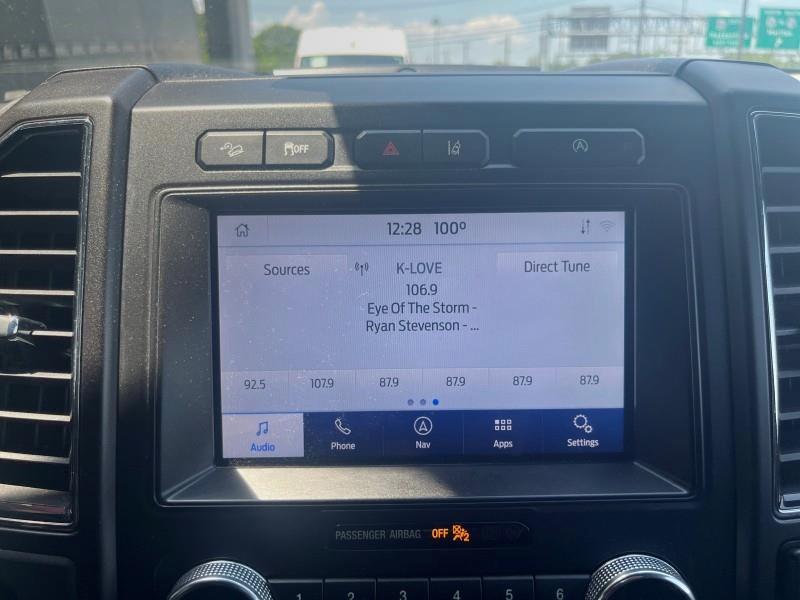 OFF
12:28 100°
Sources
K-LOVE
Direct Tune
106.9
Eye Of The Storm -
Ryan Stevenson - ...
92.5 107.9 87.9 87.9 87.9 87.9
Audio Phone Nav Apps Settings
PASSENGER AIRBAG OFF 2
1 2 3 4 5 6